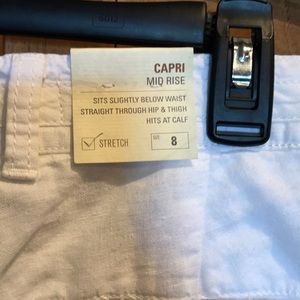 CAPRI
MID RISE
SITS SLIGHTLY BELOW WAIST
STRAIGHT THROUGH HIP & THIGH
HITS AT CALF
STRETCH
8